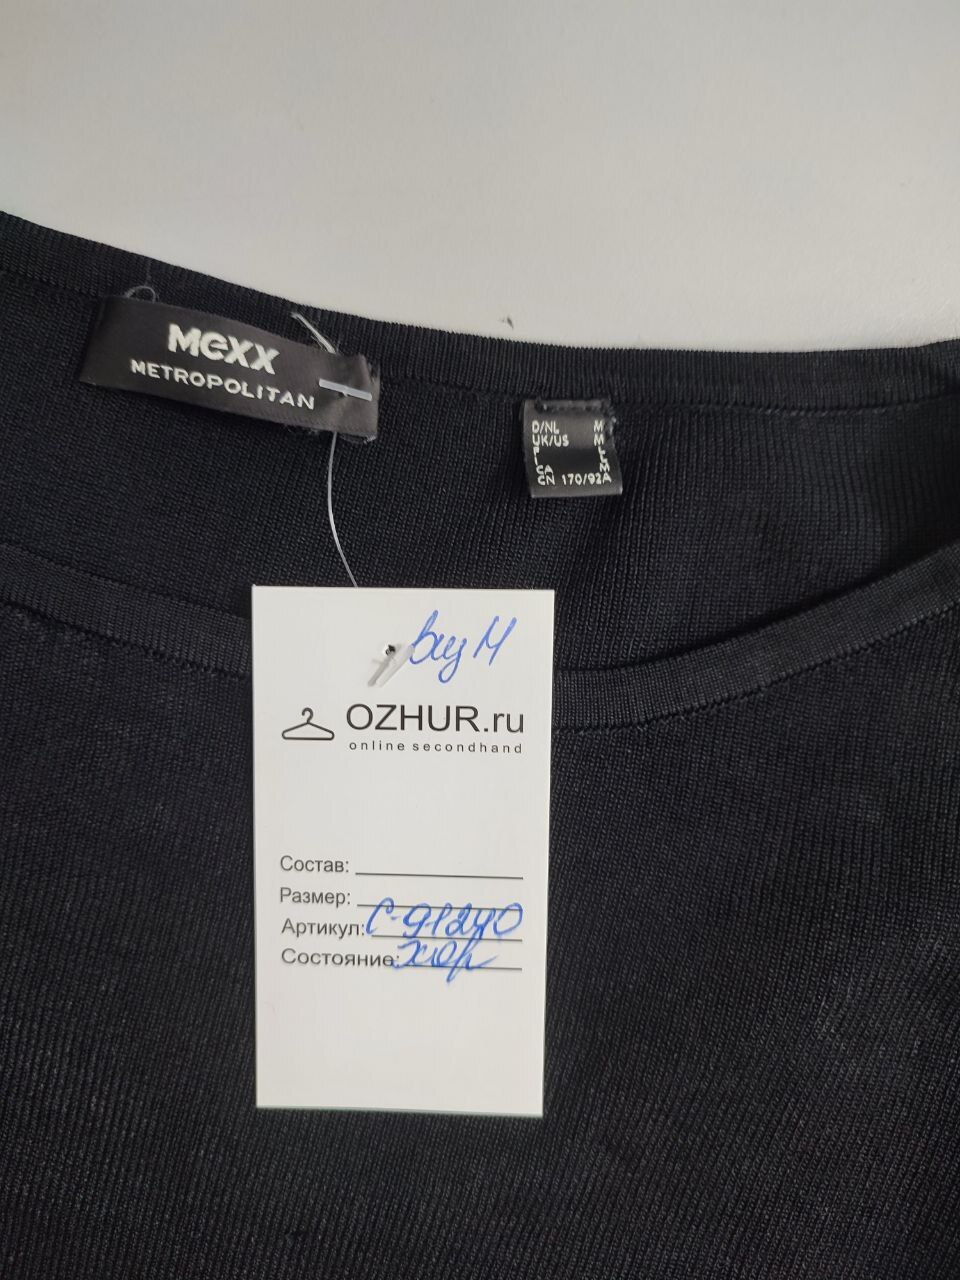 Mexx
METROPOLITAN
D/NL M
UK/US M
F L
I L
CA M
CN 170/92A
виз М
OZHUR.ru
online secondhand
Состав:
Размер:
Артикул: С-91240
Состояние: хор